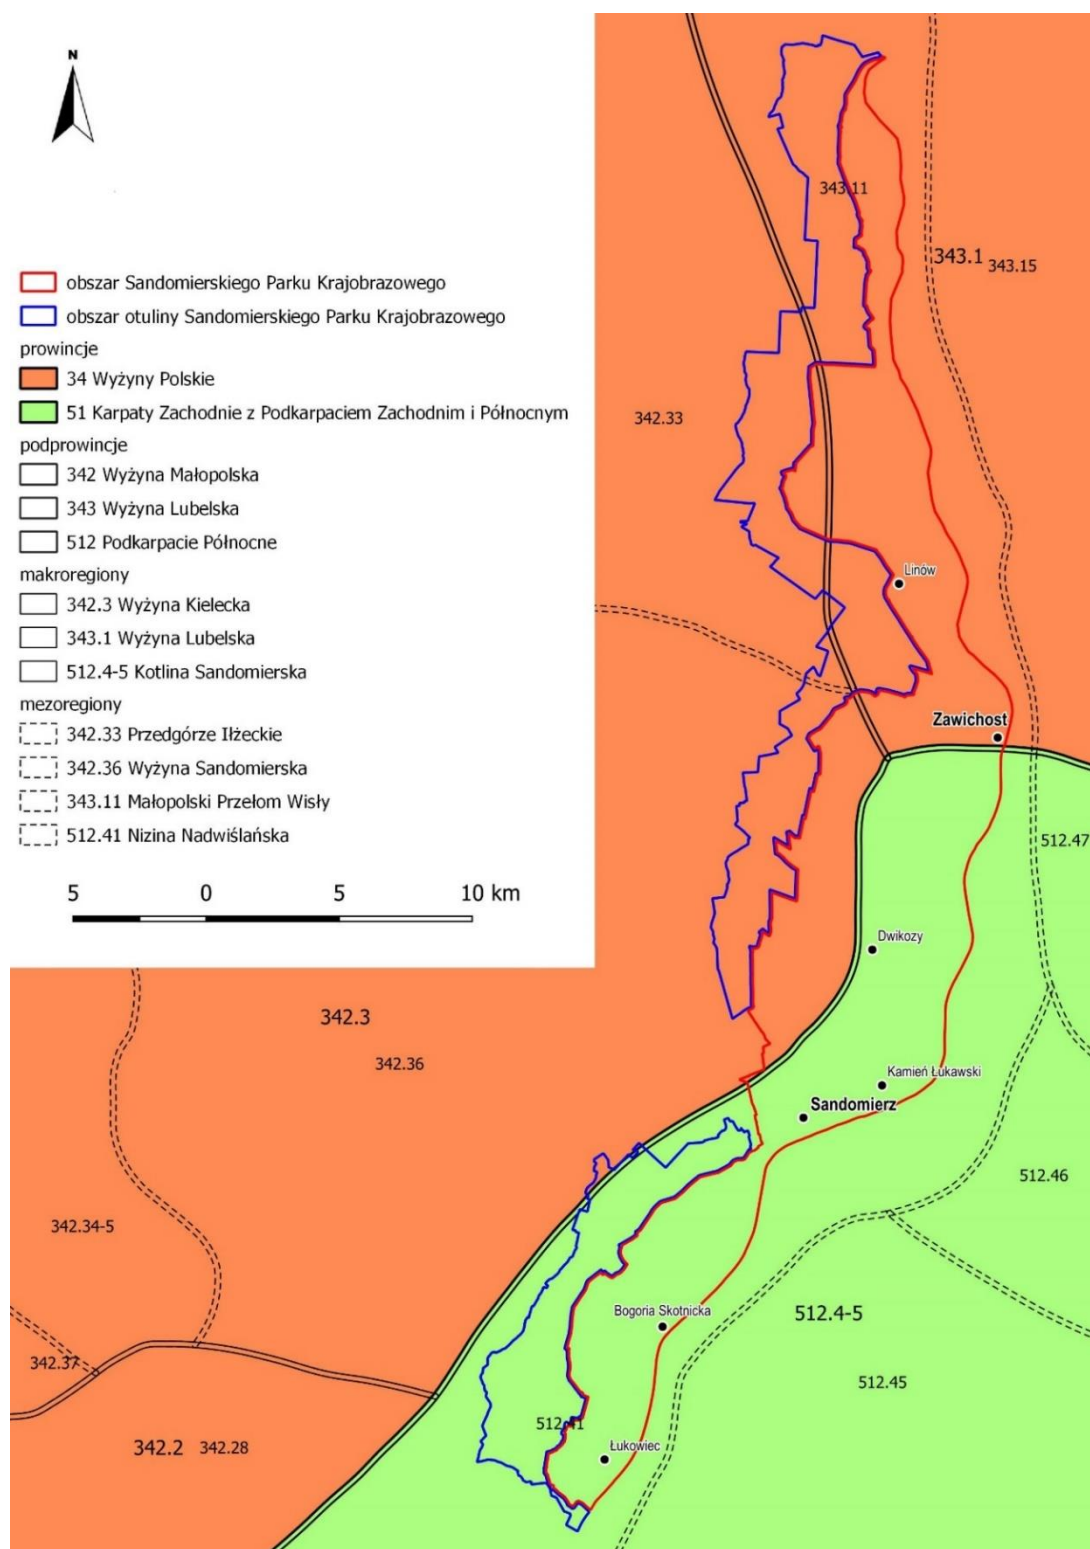 N
obszar Sandomierskiego Parku Krajobrazowego
obszar otuliny Sandomierskiego Parku Krajobrazowego
prowincje
34 Wyżyny Polskie
51 Karpaty Zachodnie z Podkarpaciem Zachodnim i Północnym
podprowincje
342 Wyżyna Małopolska
343 Wyżyna Lubelska
512 Podkarpacie Północne
makroregiony
342.3 Wyżyna Kielecka
343.1 Wyżyna Lubelska
512.4-5 Kotlina Sandomierska
mezoregiony
342.33 Przedgórze Iłżeckie
342.36 Wyżyna Sandomierska
343.11 Małopolski Przełom Wisły
512.41 Nizina Nadwiślańska
5 0 5 10 km
343.11
343.1 343.15
342.33
Linów
Zawichost
512.47
Dwikozy
342.3
342.36
Kamień Łukawski
Sandomierz
512.46
342.34-5
Bogoria Skotnicka
512.4-5
342.37
512.45
512.41
342.2 342.28
Łukowiec